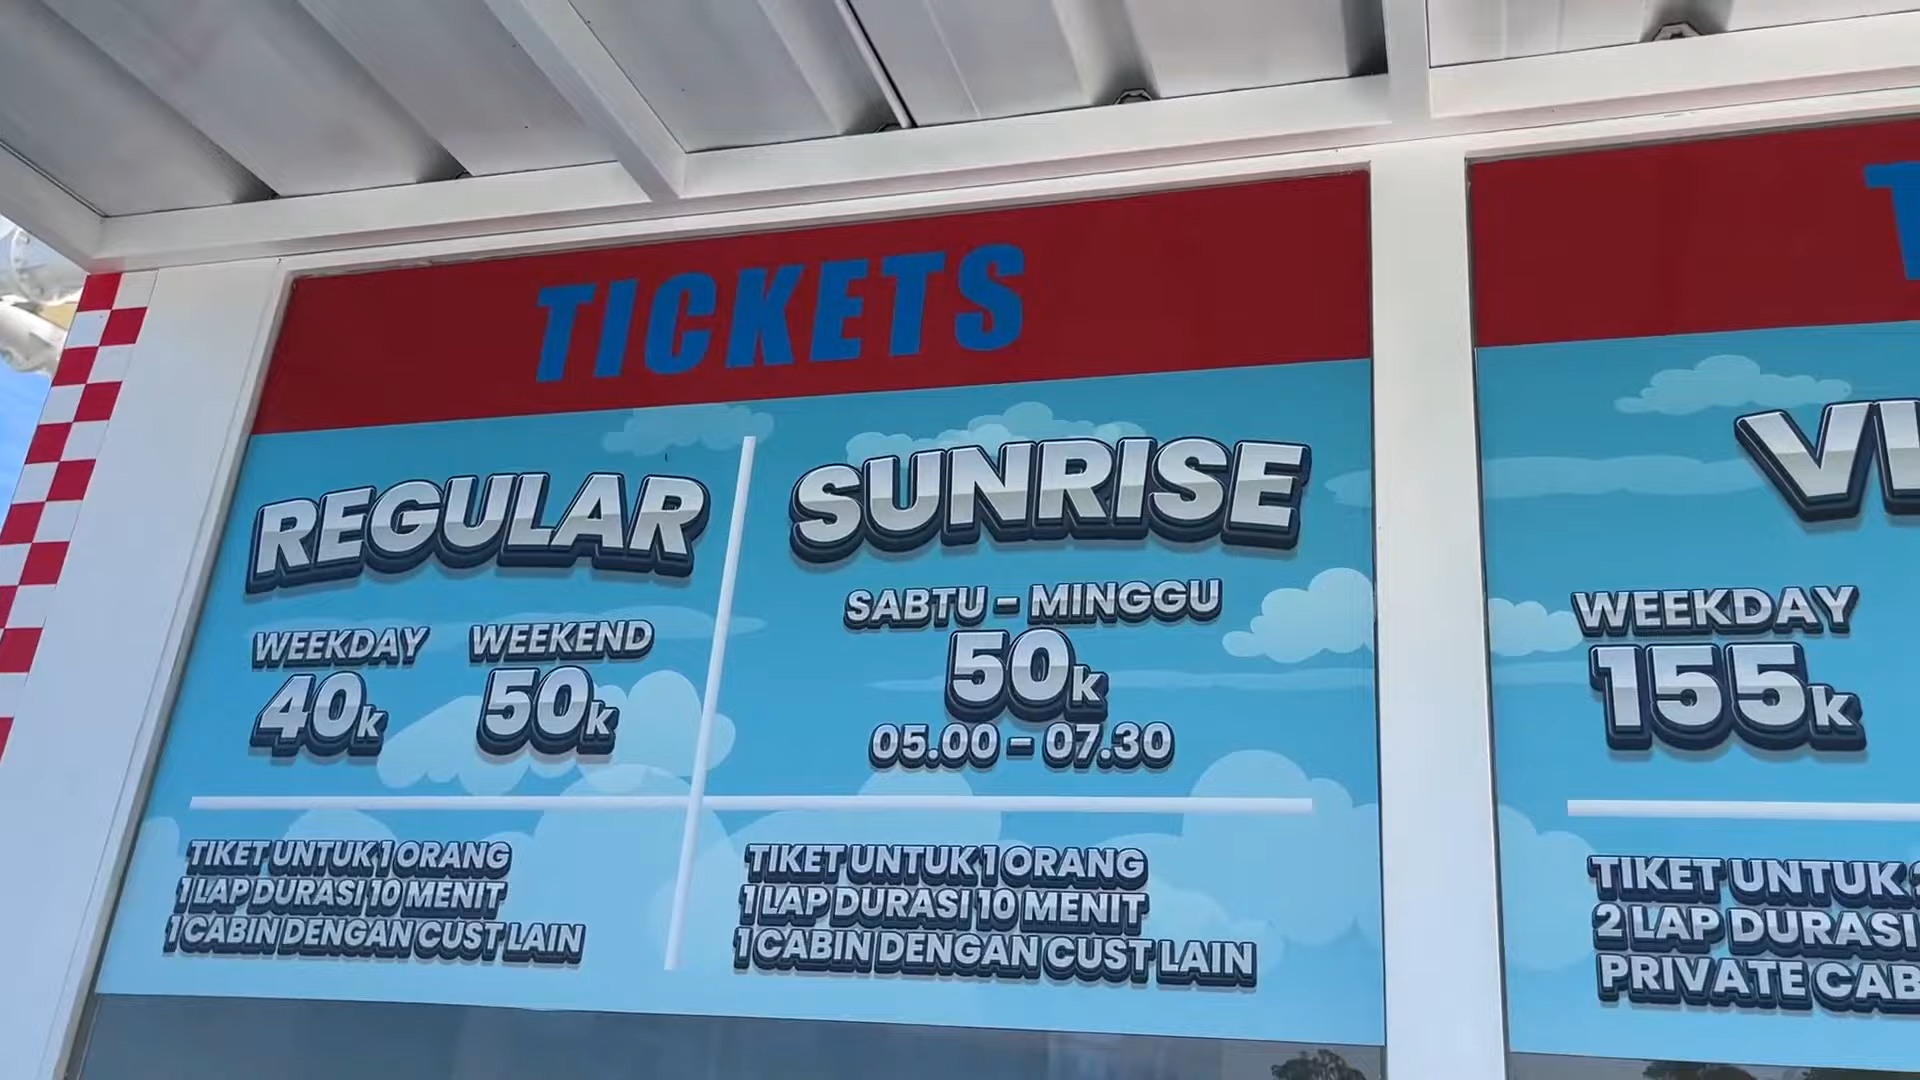 TICKETS
REGULAR
WEEKDAY WEEKEND
40k 50k
TIKET UNTUK 1 ORANG
1 LAP DURASI 10 MENIT
1 CABIN DENGAN CUST LAIN
SUNRISE
SABTU - MINGGU
50k
05.00 - 07.30
TIKET UNTUK 1 ORANG
1 LAP DURASI 10 MENIT
1 CABIN DENGAN CUST LAIN
WEEKDAY
155k
TIKET UNTUK
2 LAP DURASI
PRIVATE